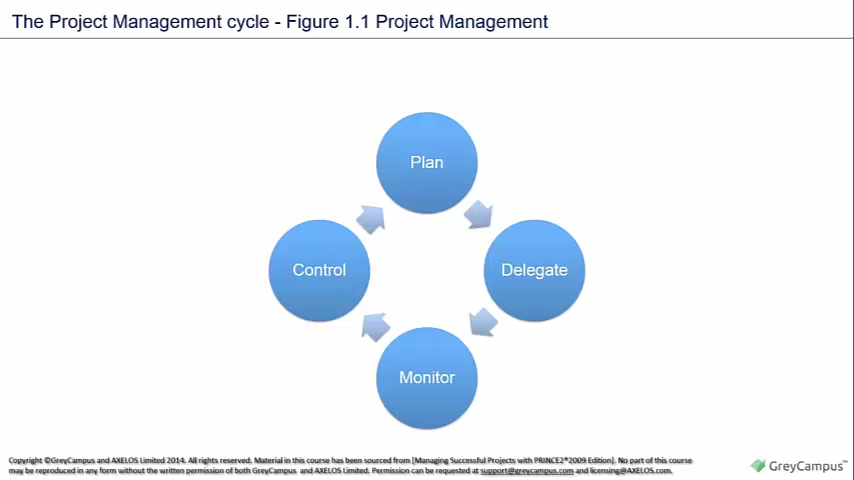 The Project Management cycle - Figure 1.1 Project Management
Plan
Control
Delegate
Monitor
Copyright ©GreyCampus and AXELOS Limited 2014. All rights reserved. Material in this course has been sourced from [Managing Successful Projects with PRINCE2®2009 Edition]. No part of this course
may be reproduced in any form without the written permission of both GreyCampus and AXELOS Limited. Permission can be requested at support@greycampus.com and licensing@AXELOS.com.
GreyCampus™